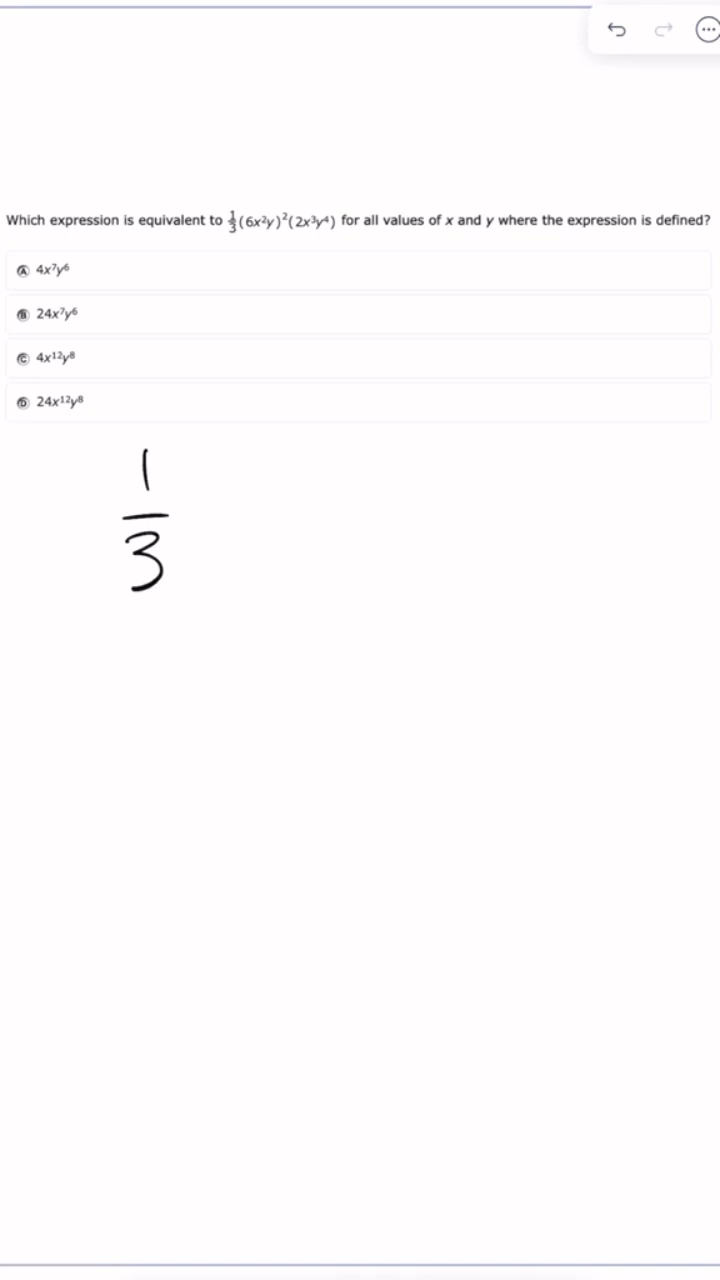 Which expression is equivalent to ⅓(6x²y)²(2x³y⁴) for all values of x and y where the expression is defined?
Ⓐ 4x⁷y⁶
Ⓑ 24x⁷y⁶
Ⓒ 4x¹²y⁸
Ⓓ 24x¹²y⁸
1
3